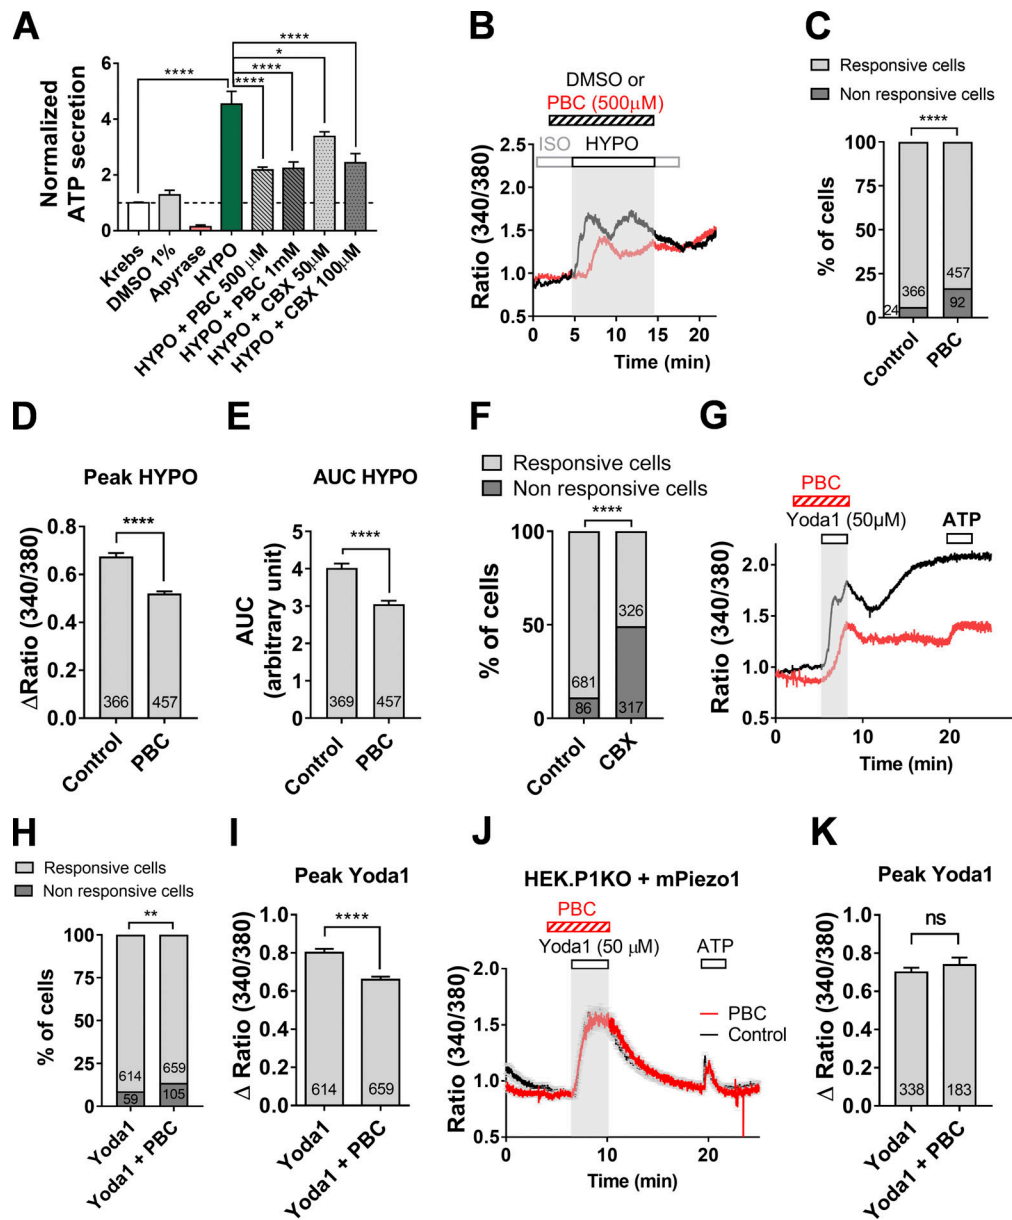 A
****
*
****
****
****
Normalized
ATP secretion
6
4
2
0
Krebs
DMSO 1%
Apyrase
HYPO
HYPO + PBC 500 μM
HYPO + PBC 1mM
HYPO + CBX 50μM
HYPO + CBX 100μM
B
DMSO or
PBC (500μM)
ISO
HYPO
Ratio (340/380)
2.5
2.0
1.5
1.0
0.5
0
5
10
15
20
Time (min)
C
Responsive cells
Non responsive cells
****
% of cells
100
75
50
25
0
366
24
457
92
Control
PBC
D
Peak HYPO
****
ΔRatio (340/380)
0.8
0.6
0.4
0.2
0.0
366
457
Control
PBC
E
AUC HYPO
****
AUC
(arbitrary unit)
5
4
3
2
1
0
369
457
Control
PBC
F
Responsive cells
Non responsive cells
****
% of cells
100
50
0
681
86
326
317
Control
CBX
G
PBC
Yoda1 (50μM)
ATP
Ratio (340/380)
2.0
1.5
1.0
0.5
0
10
20
Time (min)
H
Responsive cells
Non responsive cells
**
% of cells
100
75
50
25
0
614
59
659
105
Yoda1
Yoda1 + PBC
I
Peak Yoda1
****
Δ Ratio (340/380)
1.0
0.8
0.6
0.4
0.2
0.0
614
659
Yoda1
Yoda1 + PBC
J
HEK.P1KO + mPiezo1
PBC
Yoda1 (50 μM)
ATP
PBC
Control
Ratio (340/380)
2.0
1.5
1.0
0.5
0
10
20
Time (min)
K
Peak Yoda1
ns
Δ Ratio (340/380)
1.0
0.8
0.6
0.4
0.2
0.0
338
183
Yoda1
Yoda1 + PBC